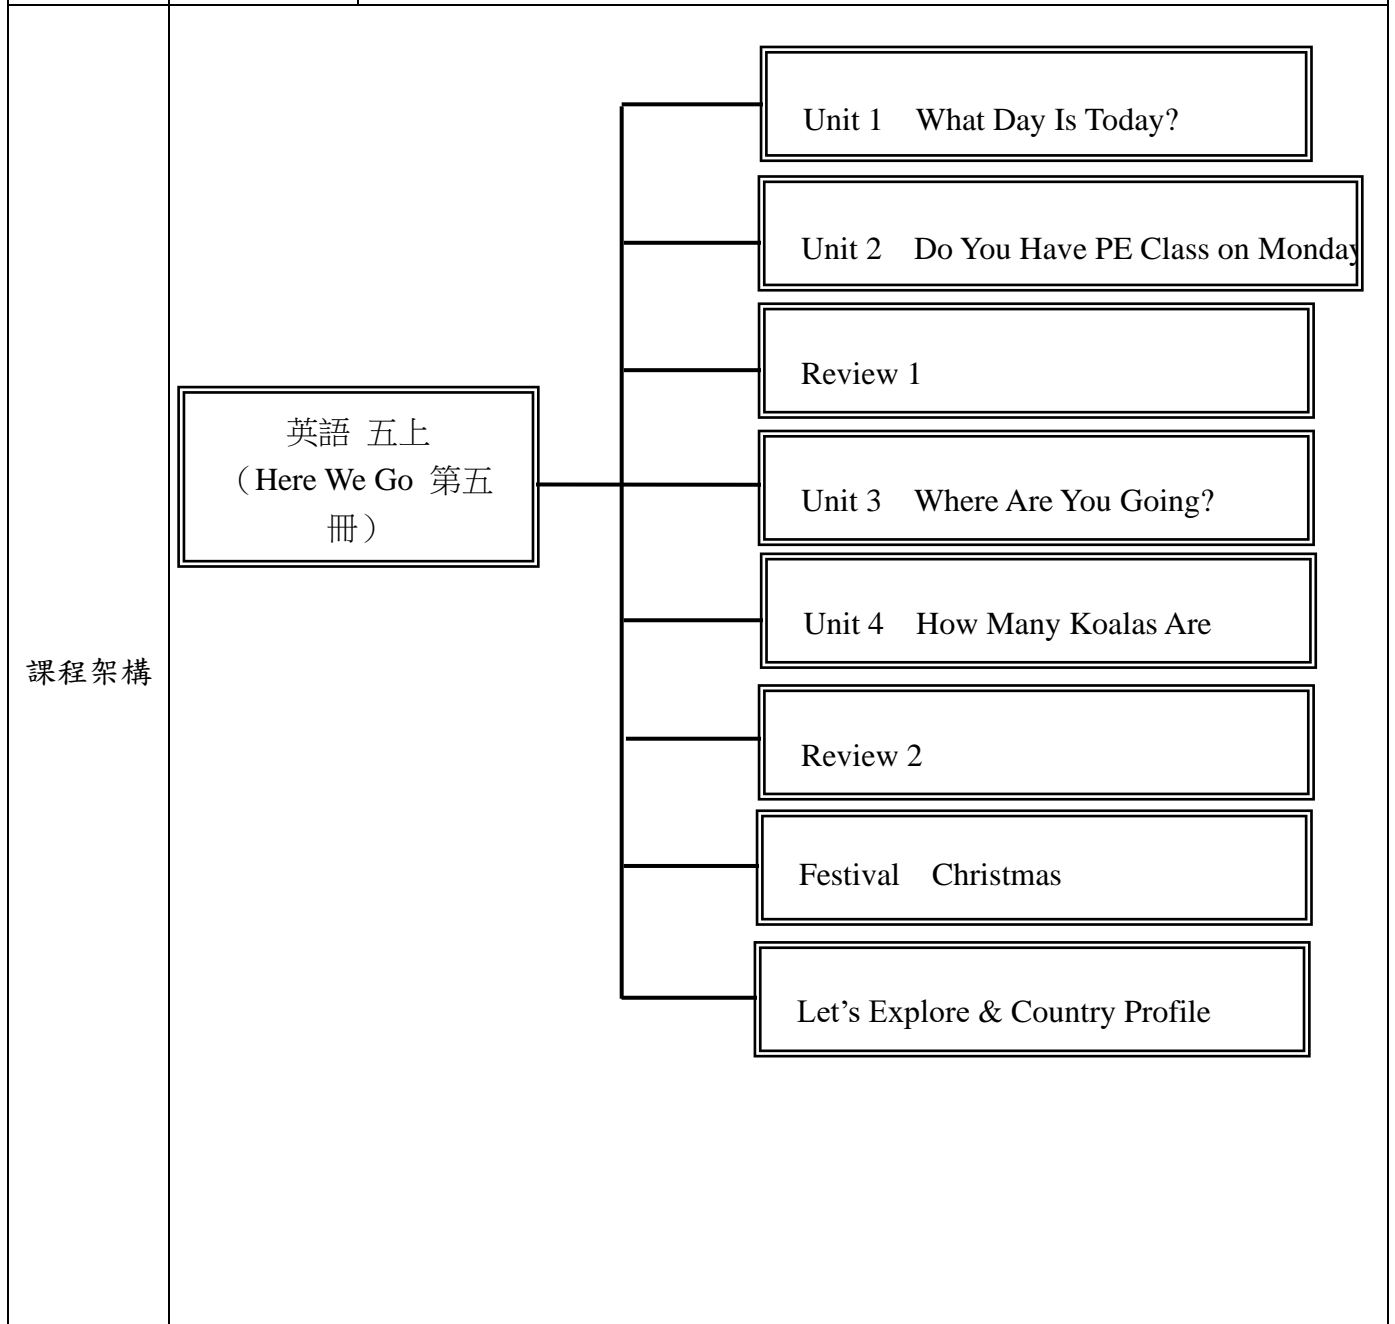 課程架構
英語 五上
（Here We Go 第五
冊）
Unit 1 What Day Is Today?
Unit 2 Do You Have PE Class on Monday
Review 1
Unit 3 Where Are You Going?
Unit 4 How Many Koalas Are
Review 2
Festival Christmas
Let’s Explore & Country Profile